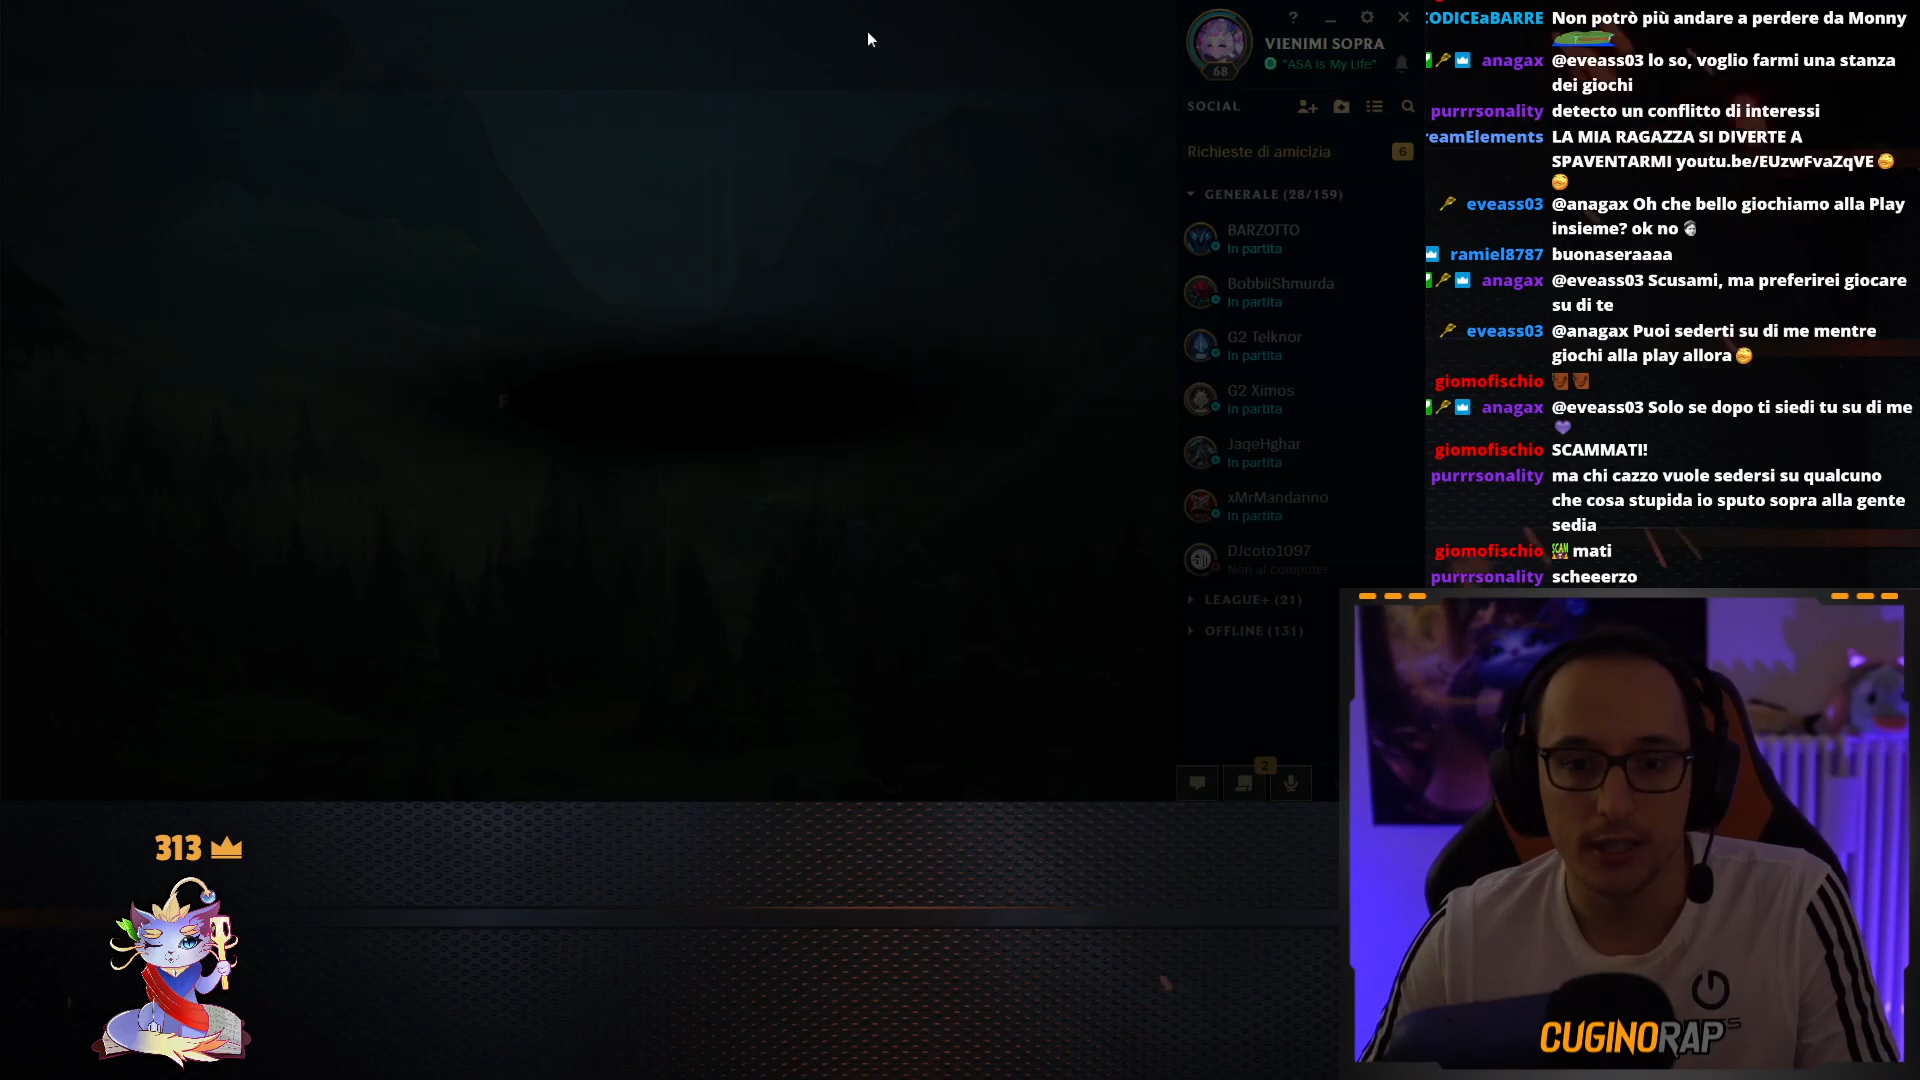 VIENIMI SOPRA
68
"ASA is My Life"
SOCIAL
Richieste di amicizia
6
GENERALE (28/159)
BARZOTTO
In partita
BobbiiShmurda
In partita
G2 Telknor
In partita
G2 Ximos
In partita
JaqeHghar
In partita
xMrMandarino
In partita
DJcoto1097
Non al computer
LEAGUE+ (21)
OFFLINE (131)
2
CODICEaBARRE Non potrò più andare a perdere da Monny
anagax @eveass03 lo so, voglio farmi una stanza
dei giochi
purrrsonality detecto un conflitto di interessi
reamElements LA MIA RAGAZZA SI DIVERTE A
SPAVENTARMI youtu.be/EUzwFvaZqVE
eveass03 @anagax Oh che bello giochiamo alla Play
insieme? ok no
ramiel8787 buonaseraaaa
anagax @eveass03 Scusami, ma preferirei giocare
su di te
eveass03 @anagax Puoi sederti su di me mentre
giochi alla play allora
giomofischio
anagax @eveass03 Solo se dopo ti siedi tu su di me
giomofischio SCAMMATI!
purrrsonality ma chi cazzo vuole sedersi su qualcuno
che cosa stupida io sputo sopra alla gente
sedia
giomofischio SCAM mati
purrrsonality scheeerzo
313
CUGINORAP